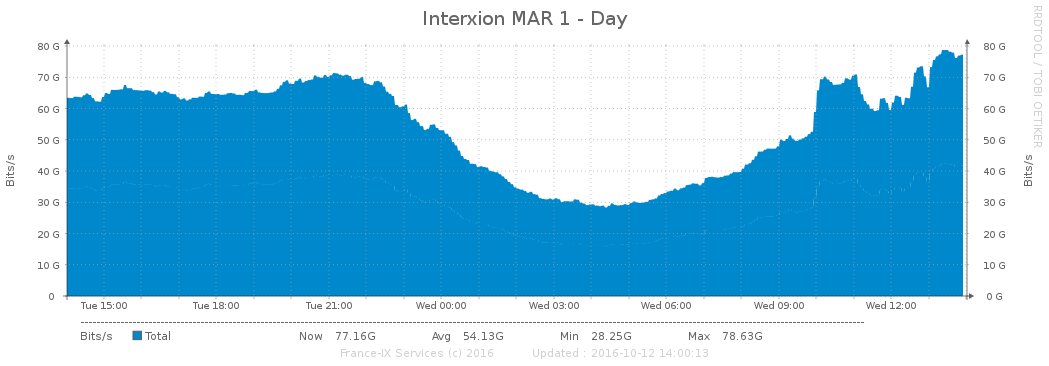 Interxion MAR 1 - Day
RRDTOOL / TOBI OETIKER
Bits/s
80 G
70 G
60 G
50 G
40 G
30 G
20 G
10 G
0
80 G
70 G
60 G
50 G
40 G
30 G
20 G
10 G
0 G
Bits/s
Tue 15:00 Tue 18:00 Tue 21:00 Wed 00:00 Wed 03:00 Wed 06:00 Wed 09:00 Wed 12:00
Bits/s Total Now 77.16G Avg 54.13G Min 28.25G Max 78.63G
France-IX Services (c) 2016 Updated : 2016-10-12 14:00:13